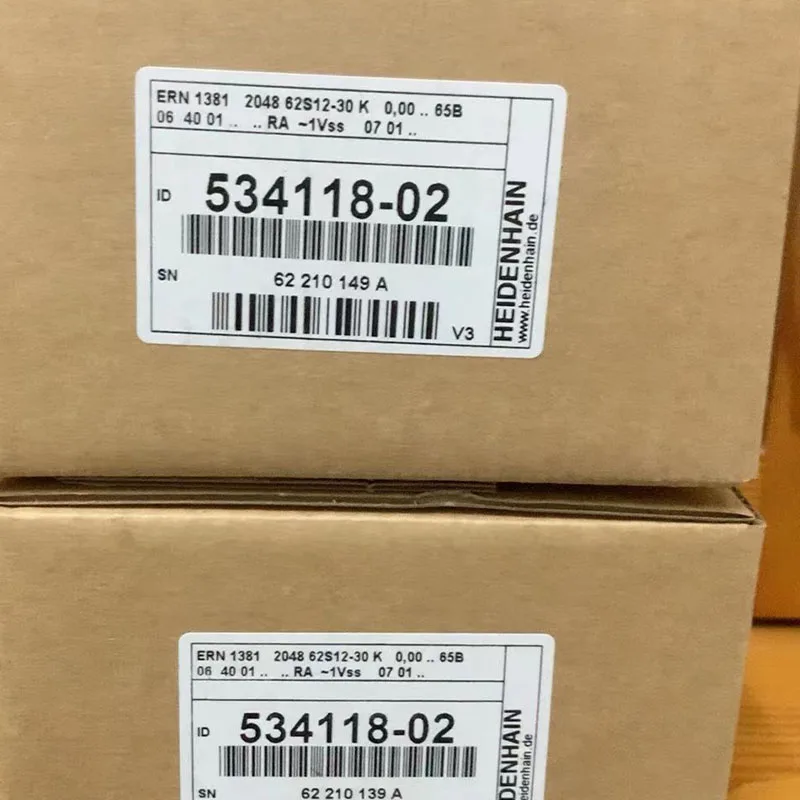 ERN 1381 2048 62S12-30 K 0,00 .. 65B
06 40 01 .. .. RA ~1Vss 07 01 ..
ID 534118-02
SN 62 210 149 A
V3
HEIDENHAIN
www.heidenhain.de
ERN 1381 2048 62S12-30 K 0,00 .. 65B
06 40 01 .. .. RA ~1Vss 07 01 ..
ID 534118-02
SN 62 210 139 A
DENHAIN
eidenhain.de